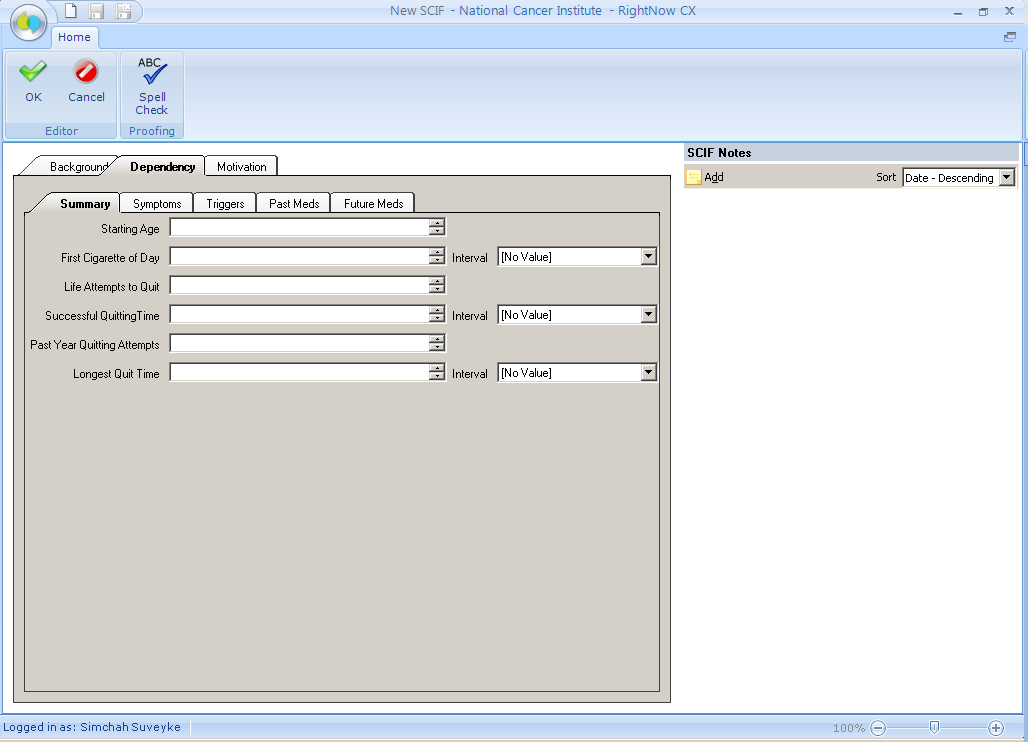 New SCIF - National Cancer Institute - RightNow CX
Home
OK Cancel ABC Spell Check
Editor Proofing
Background Dependency Motivation
Summary Symptoms Triggers Past Meds Future Meds
Starting Age
First Cigarette of Day Interval [No Value]
Life Attempts to Quit
Successful QuittingTime Interval [No Value]
Past Year Quitting Attempts
Longest Quit Time Interval [No Value]
SCIF Notes
Add Sort Date - Descending
Logged in as: Simchah Suveyke 100%